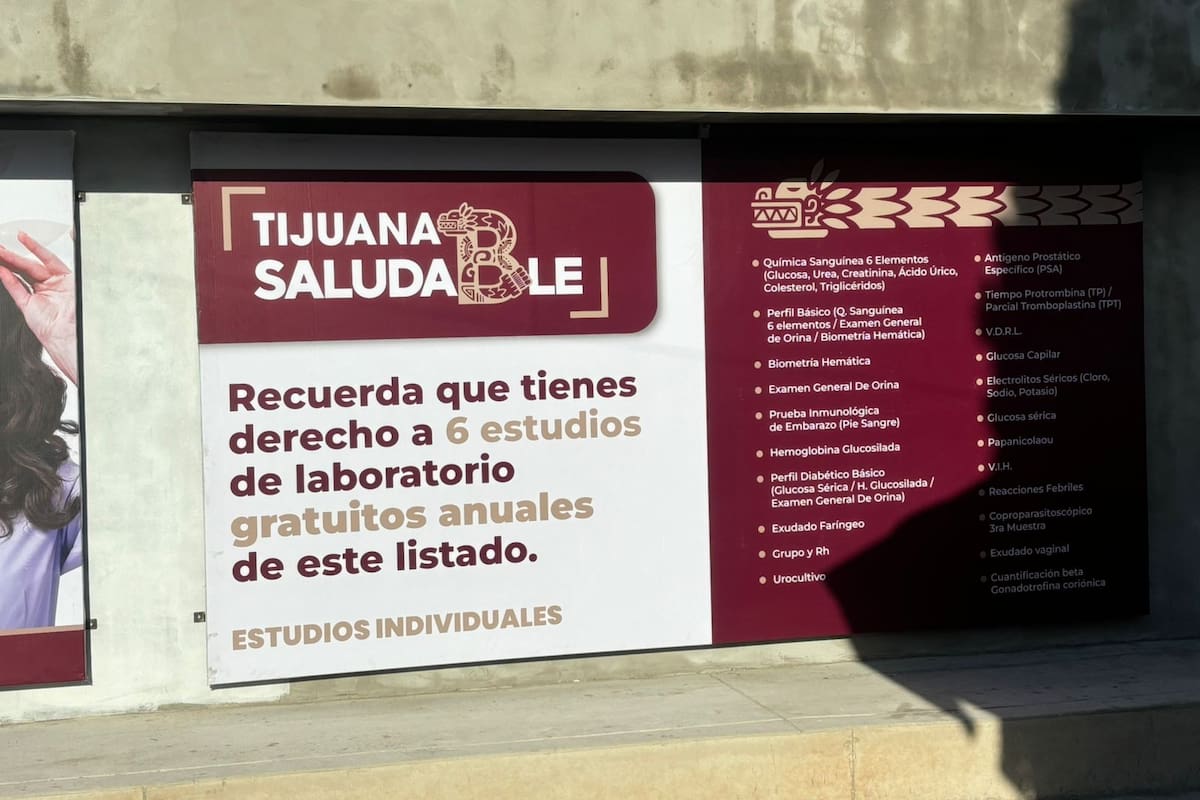 TIJUANA
SALUDABLE
Recuerda que tienes
derecho a 6 estudios
de laboratorio
gratuitos anuales
de este listado.
ESTUDIOS INDIVIDUALES
Química Sanguínea 6 Elementos
(Glucosa, Urea, Creatinina, Ácido Úrico,
Colesterol, Triglicéridos)
Perfil Básico (Q. Sanguínea
6 elementos / Examen General
de Orina / Biometría Hemática)
Biometría Hemática
Examen General De Orina
Prueba Inmunológica
de Embarazo (Pie Sangre)
Hemoglobina Glucosilada
Perfil Diabético Básico
(Glucosa Sérica / H. Glucosilada /
Examen General De Orina)
Exudado Faríngeo
Grupo y Rh
Urocultivo
Antígeno Prostático
Específico (PSA)
Tiempo Protrombina (TP) /
Parcial Tromboplastina (TPT)
V.D.R.L.
Glucosa Capilar
Electrolitos Séricos (Cloro,
Sodio, Potasio)
Glucosa sérica
Papanicolaou
V.I.H.
Reacciones Febriles
Coproparasitoscópico
3ra Muestra
Exudado vaginal
Cuantificación beta
Gonadotrofina coriónica